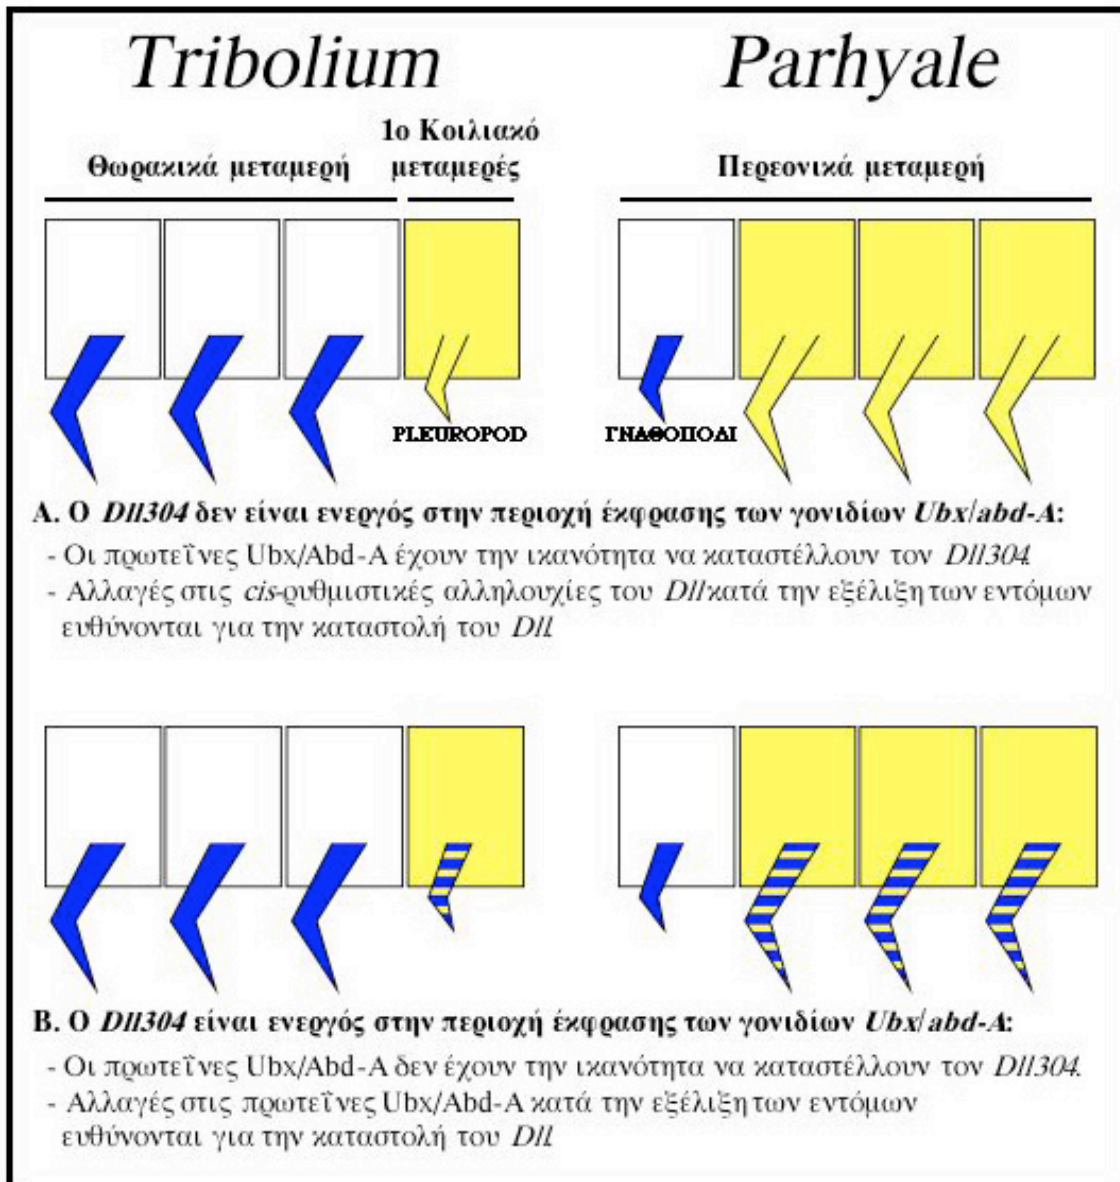 Tribolium Parhyale
1ο Κοιλιακό
Θωρακικά μεταμερή μεταμερές Περεονικά μεταμερή
PLEUROPOD ΓΝΑΘΟΠΟΔΙ
Α. Ο Dll304 δεν είναι ενεργός στην περιοχή έκφρασης των γονιδίων Ubx/abd-A:
- Οι πρωτεΐνες Ubx/Abd-A έχουν την ικανότητα να καταστέλλουν τον Dll304.
- Αλλαγές στις cis-ρυθμιστικές αλληλουχίες του Dll κατά την εξέλιξη των εντόμων
ευθύνονται για την καταστολή του Dll.
Β. Ο Dll304 είναι ενεργός στην περιοχή έκφρασης των γονιδίων Ubx/abd-A:
- Οι πρωτεΐνες Ubx/Abd-A δεν έχουν την ικανότητα να καταστέλλουν τον Dll304.
- Αλλαγές στις πρωτεΐνες Ubx/Abd-A κατά την εξέλιξη των εντόμων
ευθύνονται για την καταστολή του Dll.